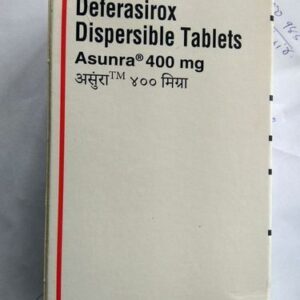 Deferasirox
Dispersible Tablets
Asunra® 400 mg
असुंरा™ ४०० मिग्रा